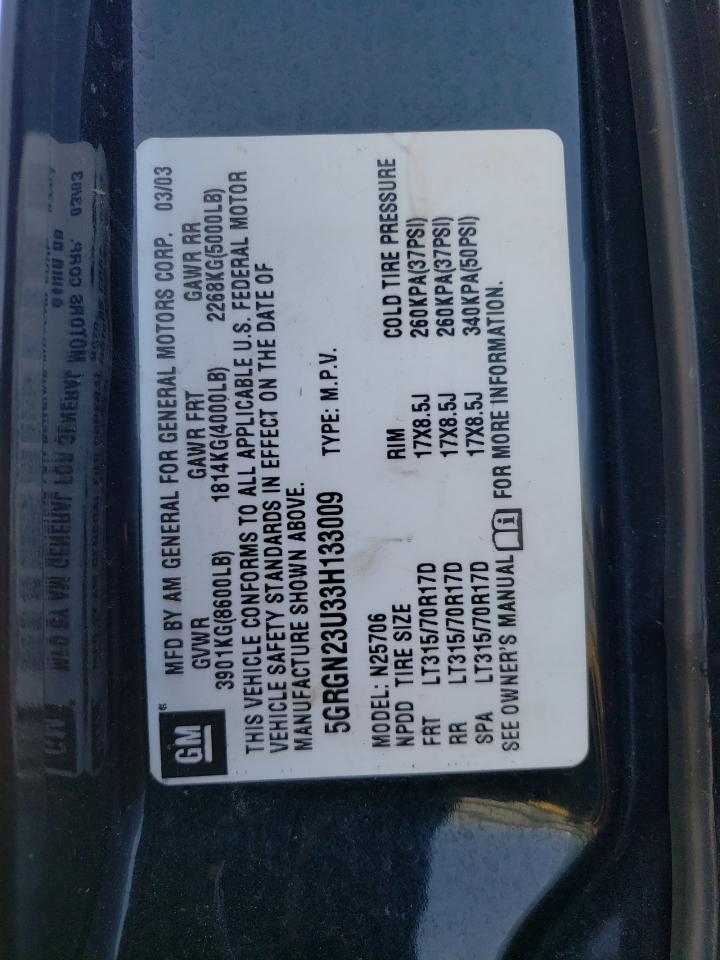 GM®
MFD BY AM GENERAL FOR GENERAL MOTORS CORP. 03/03
GVWR GAWR FRT GAWR RR
3901KG(8600LB) 1814KG(4000LB) 2268KG(5000LB)
THIS VEHICLE CONFORMS TO ALL APPLICABLE U.S. FEDERAL MOTOR
VEHICLE SAFETY STANDARDS IN EFFECT ON THE DATE OF
MANUFACTURE SHOWN ABOVE.
5GRGN23U33H133009 TYPE: M.P.V.
MODEL: N25706
NPDD TIRE SIZE RIM COLD TIRE PRESSURE
FRT LT315/70R17D 17X8.5J 260KPA(37PSI)
RR LT315/70R17D 17X8.5J 260KPA(37PSI)
SPA LT315/70R17D 17X8.5J 340KPA(50PSI)
SEE OWNER'S MANUAL FOR MORE INFORMATION.